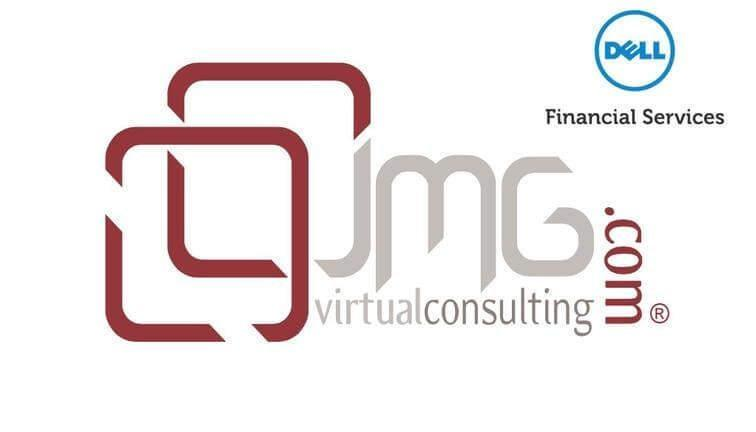 DELL
Financial Services
JMG
.com
virtualconsulting
®